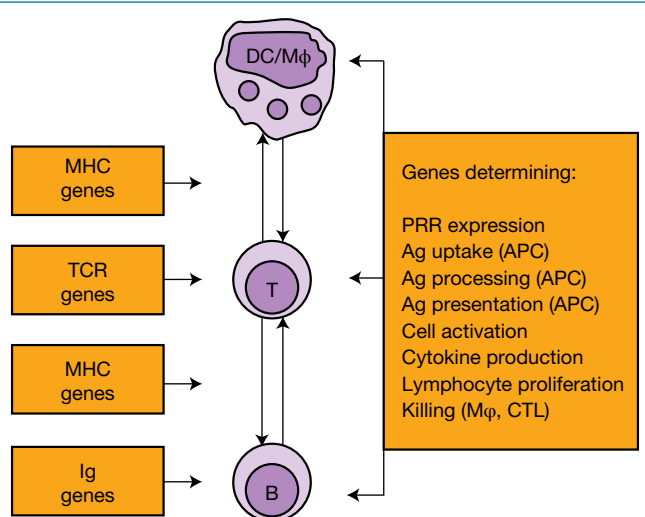 DC/Mϕ
MHC
genes
TCR
genes
T
MHC
genes
Ig
genes
B
Genes determining:
PRR expression
Ag uptake (APC)
Ag processing (APC)
Ag presentation (APC)
Cell activation
Cytokine production
Lymphocyte proliferation
Killing (Mφ, CTL)